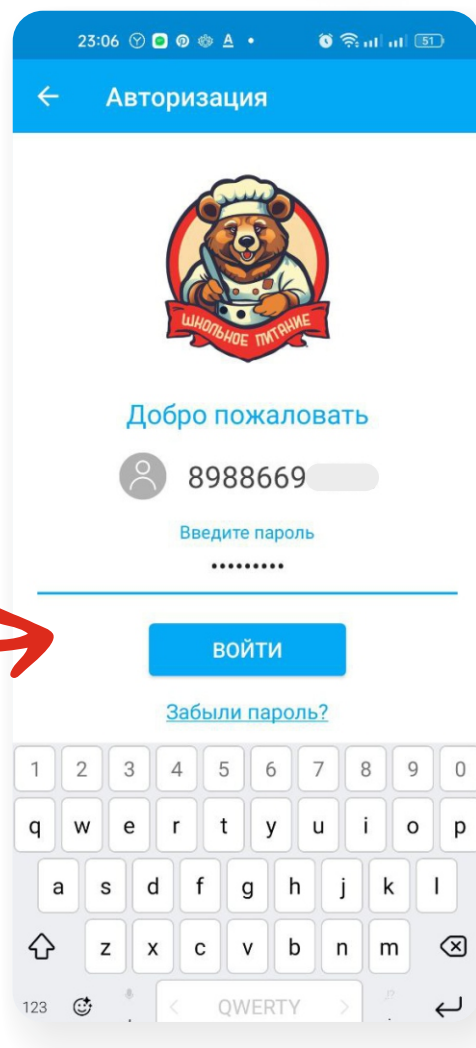 23:06 A 51
Авторизация
ШКОЛЬНОЕ ПИТАНИЕ
Добро пожаловать
8988669
Введите пароль
•••••••••
ВОЙТИ
Забыли пароль?
1 2 3 4 5 6 7 8 9 0
q w e r t y u i o p
a s d f g h j k l
z x c v b n m
123 < QWERTY > .